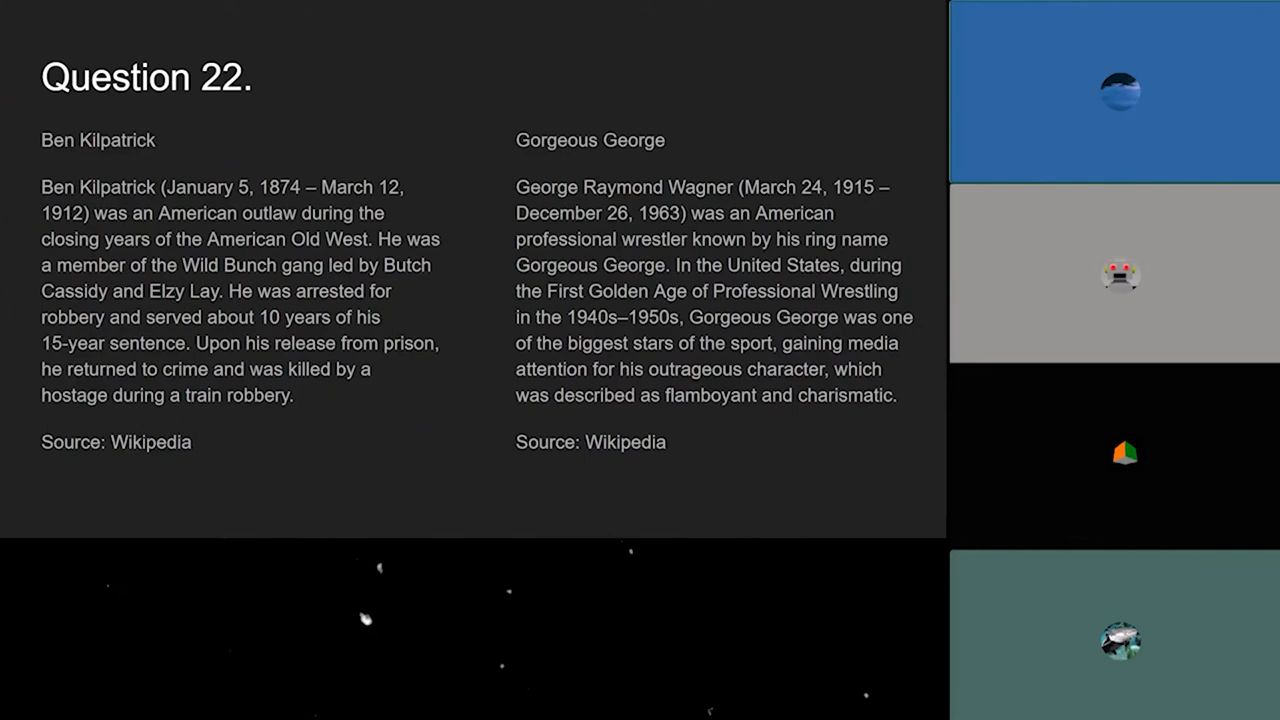 Question 22.
Ben Kilpatrick
Ben Kilpatrick (January 5, 1874 – March 12,
1912) was an American outlaw during the
closing years of the American Old West. He was
a member of the Wild Bunch gang led by Butch
Cassidy and Elzy Lay. He was arrested for
robbery and served about 10 years of his
15-year sentence. Upon his release from prison,
he returned to crime and was killed by a
hostage during a train robbery.
Source: Wikipedia
Gorgeous George
George Raymond Wagner (March 24, 1915 –
December 26, 1963) was an American
professional wrestler known by his ring name
Gorgeous George. In the United States, during
the First Golden Age of Professional Wrestling
in the 1940s–1950s, Gorgeous George was one
of the biggest stars of the sport, gaining media
attention for his outrageous character, which
was described as flamboyant and charismatic.
Source: Wikipedia